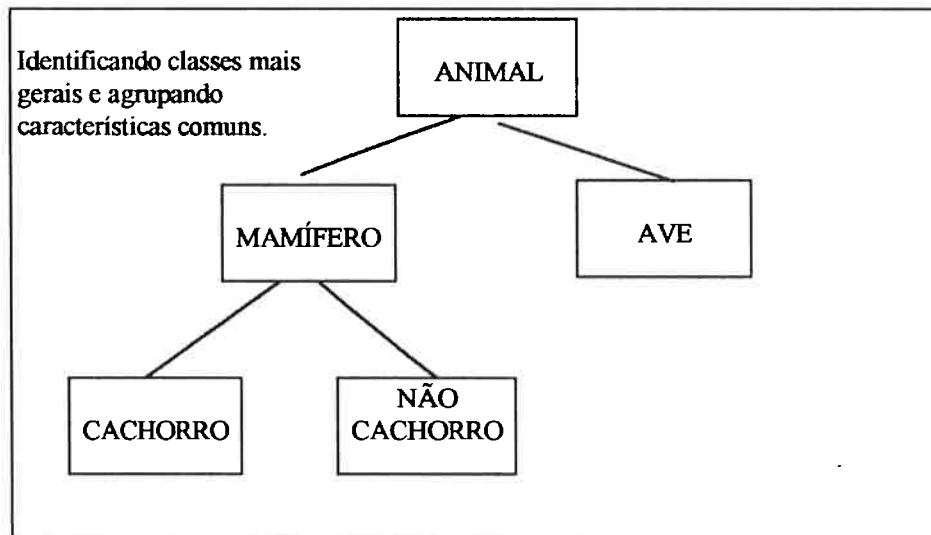 Identificando classes mais
gerais e agrupando
características comuns.
ANIMAL
MAMÍFERO
AVE
CACHORRO
NÃO
CACHORRO